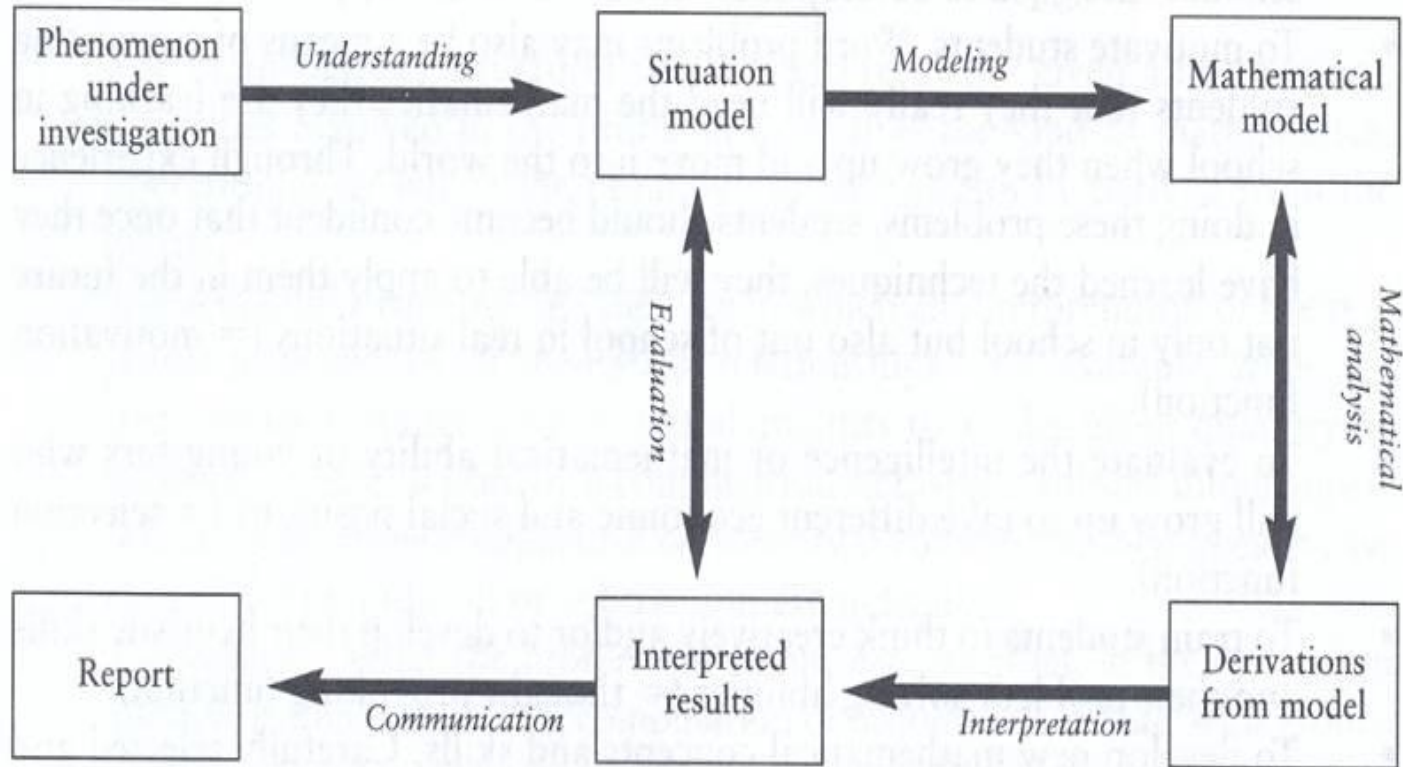 Phenomenon
under
investigation
Understanding
Situation
model
Modeling
Mathematical
model
Evaluation
Mathematical
analysis
Report
Communication
Interpreted
results
Interpretation
Derivations
from model